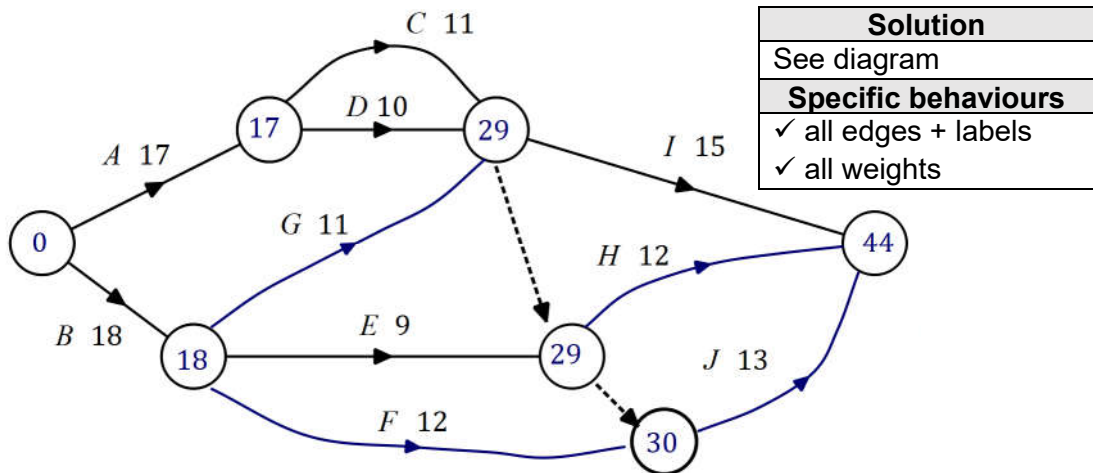 C 11
Solution
See diagram
Specific behaviours
✓ all edges + labels
✓ all weights
17
D 10
29
A 17
I 15
G 11
0
H 12
44
B 18
18
E 9
29
J 13
F 12
30